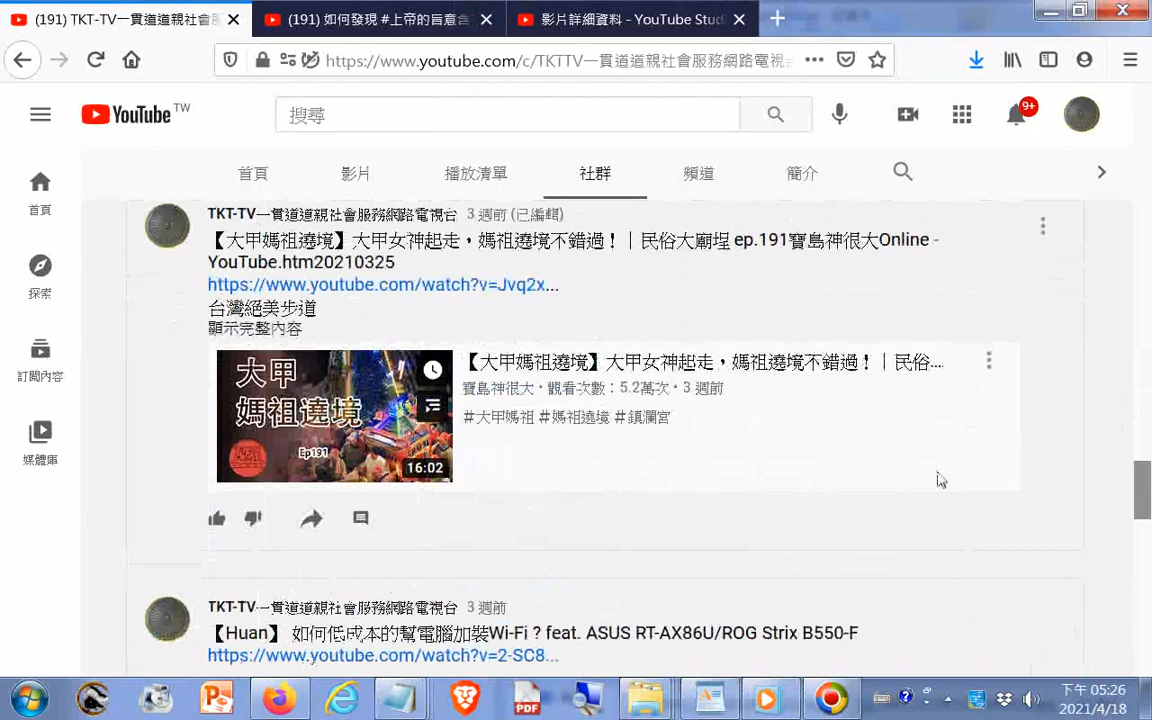 (191) TKT-TV一貫道道親社會服
(191) 如何發現 #上帝的旨意含
影片詳細資料 - YouTube Stud
https://www.youtube.com/c/TKTTV一貫道道親社會服務網路電視台
YouTube TW
搜尋
9+
首頁
影片
播放清單
社群
頻道
簡介
首頁
探索
訂閱內容
媒體庫
TKT-TV一貫道道親社會服務網路電視台 3 週前 (已編輯)
【大甲媽祖遶境】大甲女神起走，媽祖遶境不錯過！｜民俗大廟埕 ep.191寶島神很大Online -
YouTube.htm20210325
https://www.youtube.com/watch?v=Jvq2x...
台灣絕美步道
顯示完整內容
大甲
媽祖遶境
Ep191
16:02
【大甲媽祖遶境】大甲女神起走，媽祖遶境不錯過！｜民俗...
寶島神很大 · 觀看次數：5.2萬次 · 3 週前
#大甲媽祖 #媽祖遶境 #鎮瀾宮
TKT-TV一貫道道親社會服務網路電視台 3 週前
【Huan】 如何低成本的幫電腦加裝Wi-Fi ? feat. ASUS RT-AX86U/ROG Strix B550-F
https://www.youtube.com/watch?v=2-SC8...
PDF
下午 05:26
2021/4/18